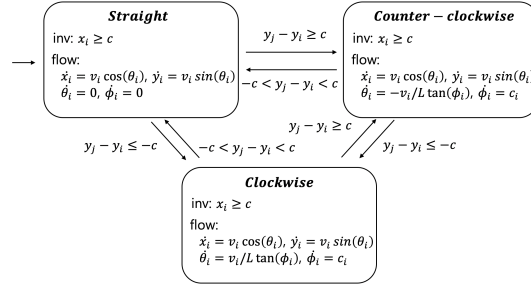 Straight
inv: x_i ≥ c
flow:
ẋ_i = v_i cos(θ_i), ẏ_i = v_i sin(θ_i)
θ̇_i = 0, ϕ̇_i = 0
y_j − y_i ≥ c
−c < y_j − y_i < c
Counter − clockwise
inv: x_i ≥ c
flow:
ẋ_i = v_i cos(θ_i), ẏ_i = v_i sin(θ_i)
θ̇_i = −v_i/L tan(ϕ_i), ϕ̇_i = c_i
y_j − y_i ≤ −c
−c < y_j − y_i < c
y_j − y_i ≥ c
y_j − y_i ≤ −c
Clockwise
inv: x_i ≥ c
flow:
ẋ_i = v_i cos(θ_i), ẏ_i = v_i sin(θ_i)
θ̇_i = v_i/L tan(ϕ_i), ϕ̇_i = c_i